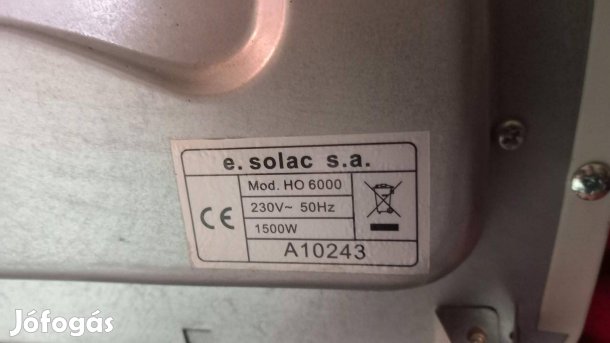 e. solac s.a.
Mod. HO 6000
230V~ 50Hz
1500W
CE
A10243
Jófogás